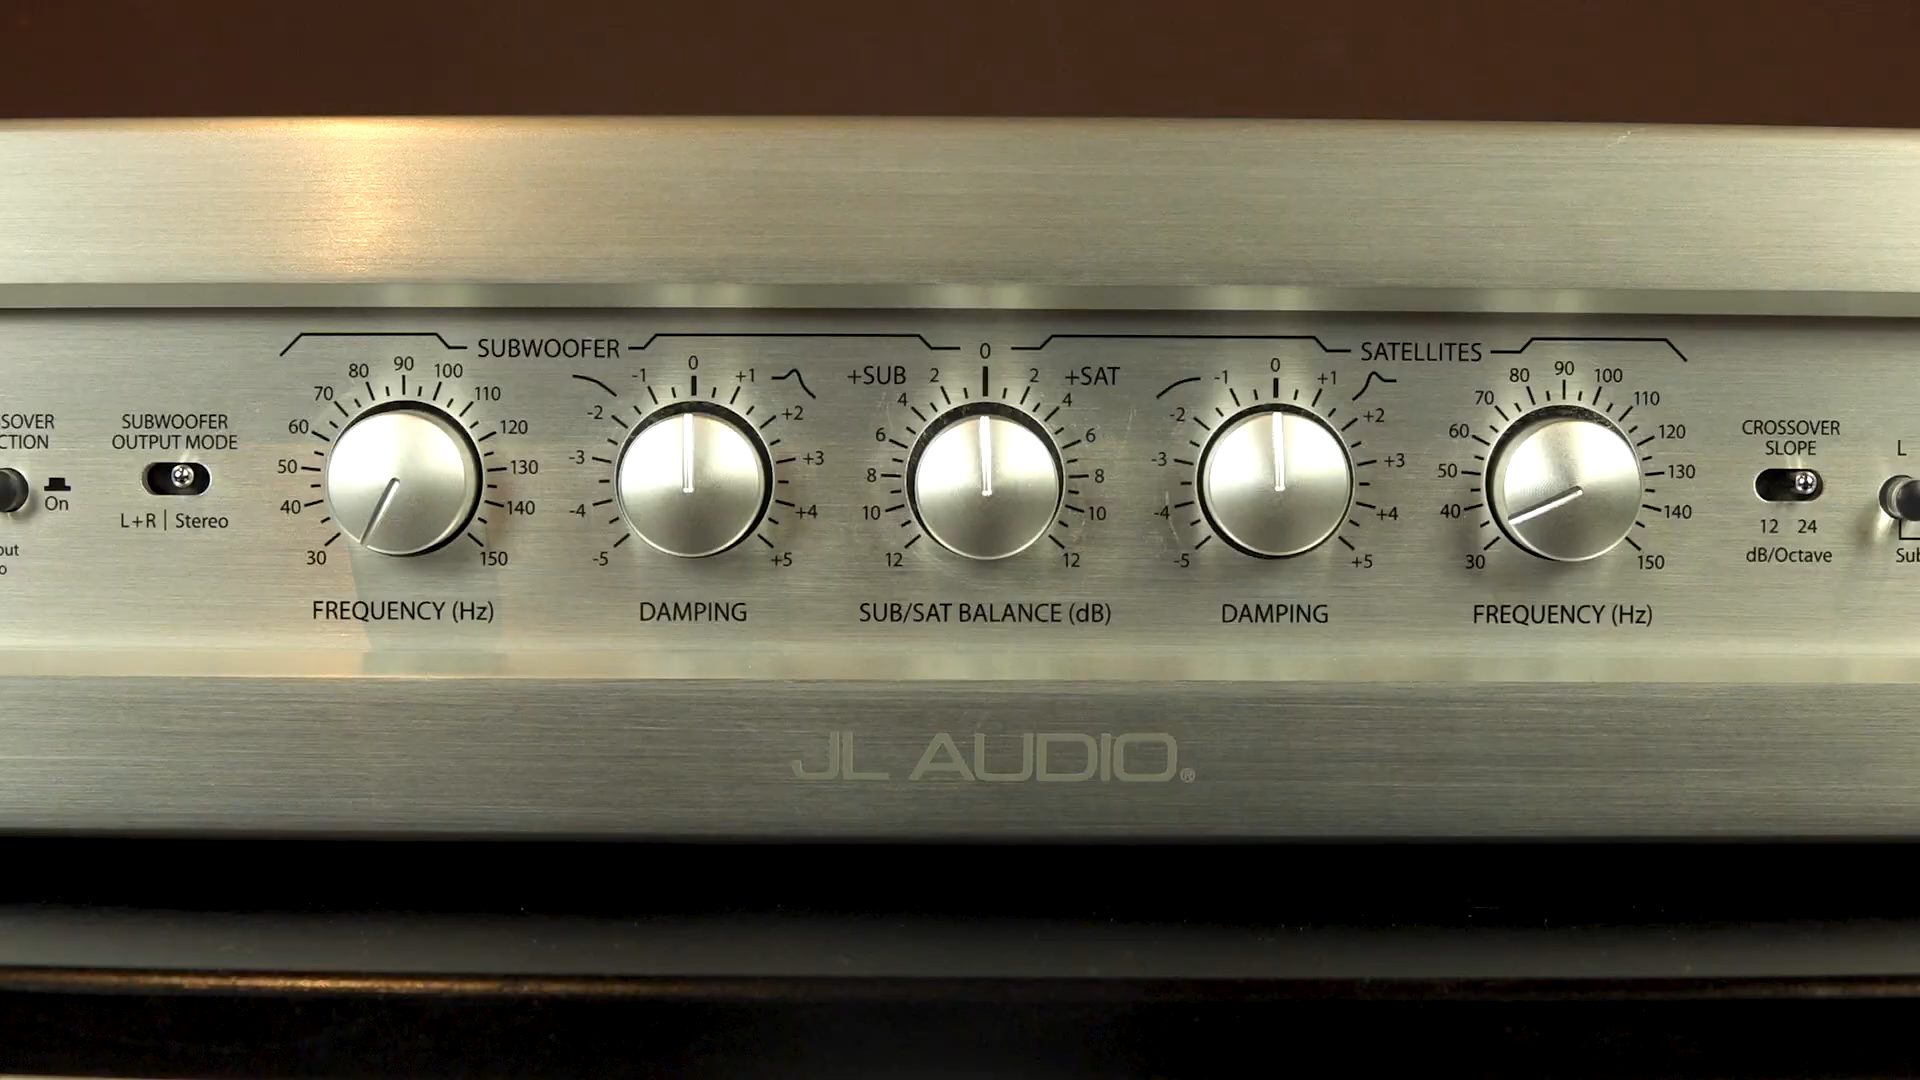 SUBWOOFER
OUTPUT MODE
L+R | Stereo
On
SUBWOOFER
30 40 50 60 70 80 90 100 110 120 130 140 150
FREQUENCY (Hz)
-5 -4 -3 -2 -1 0 +1 +2 +3 +4 +5
DAMPING
+SUB 0 +SAT
12 10 8 6 4 2 2 4 6 8 10 12
SUB/SAT BALANCE (dB)
SATELLITES
-5 -4 -3 -2 -1 0 +1 +2 +3 +4 +5
DAMPING
30 40 50 60 70 80 90 100 110 120 130 140 150
FREQUENCY (Hz)
CROSSOVER
SLOPE
12 24
dB/Octave
L
JL AUDIO®